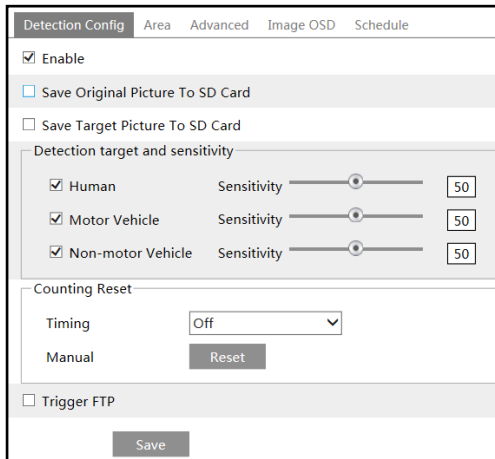 Detection Config Area Advanced Image OSD Schedule
Enable
Save Original Picture To SD Card
Save Target Picture To SD Card
Detection target and sensitivity
Human Sensitivity 50
Motor Vehicle Sensitivity 50
Non-motor Vehicle Sensitivity 50
Counting Reset
Timing Off
Manual Reset
Trigger FTP
Save